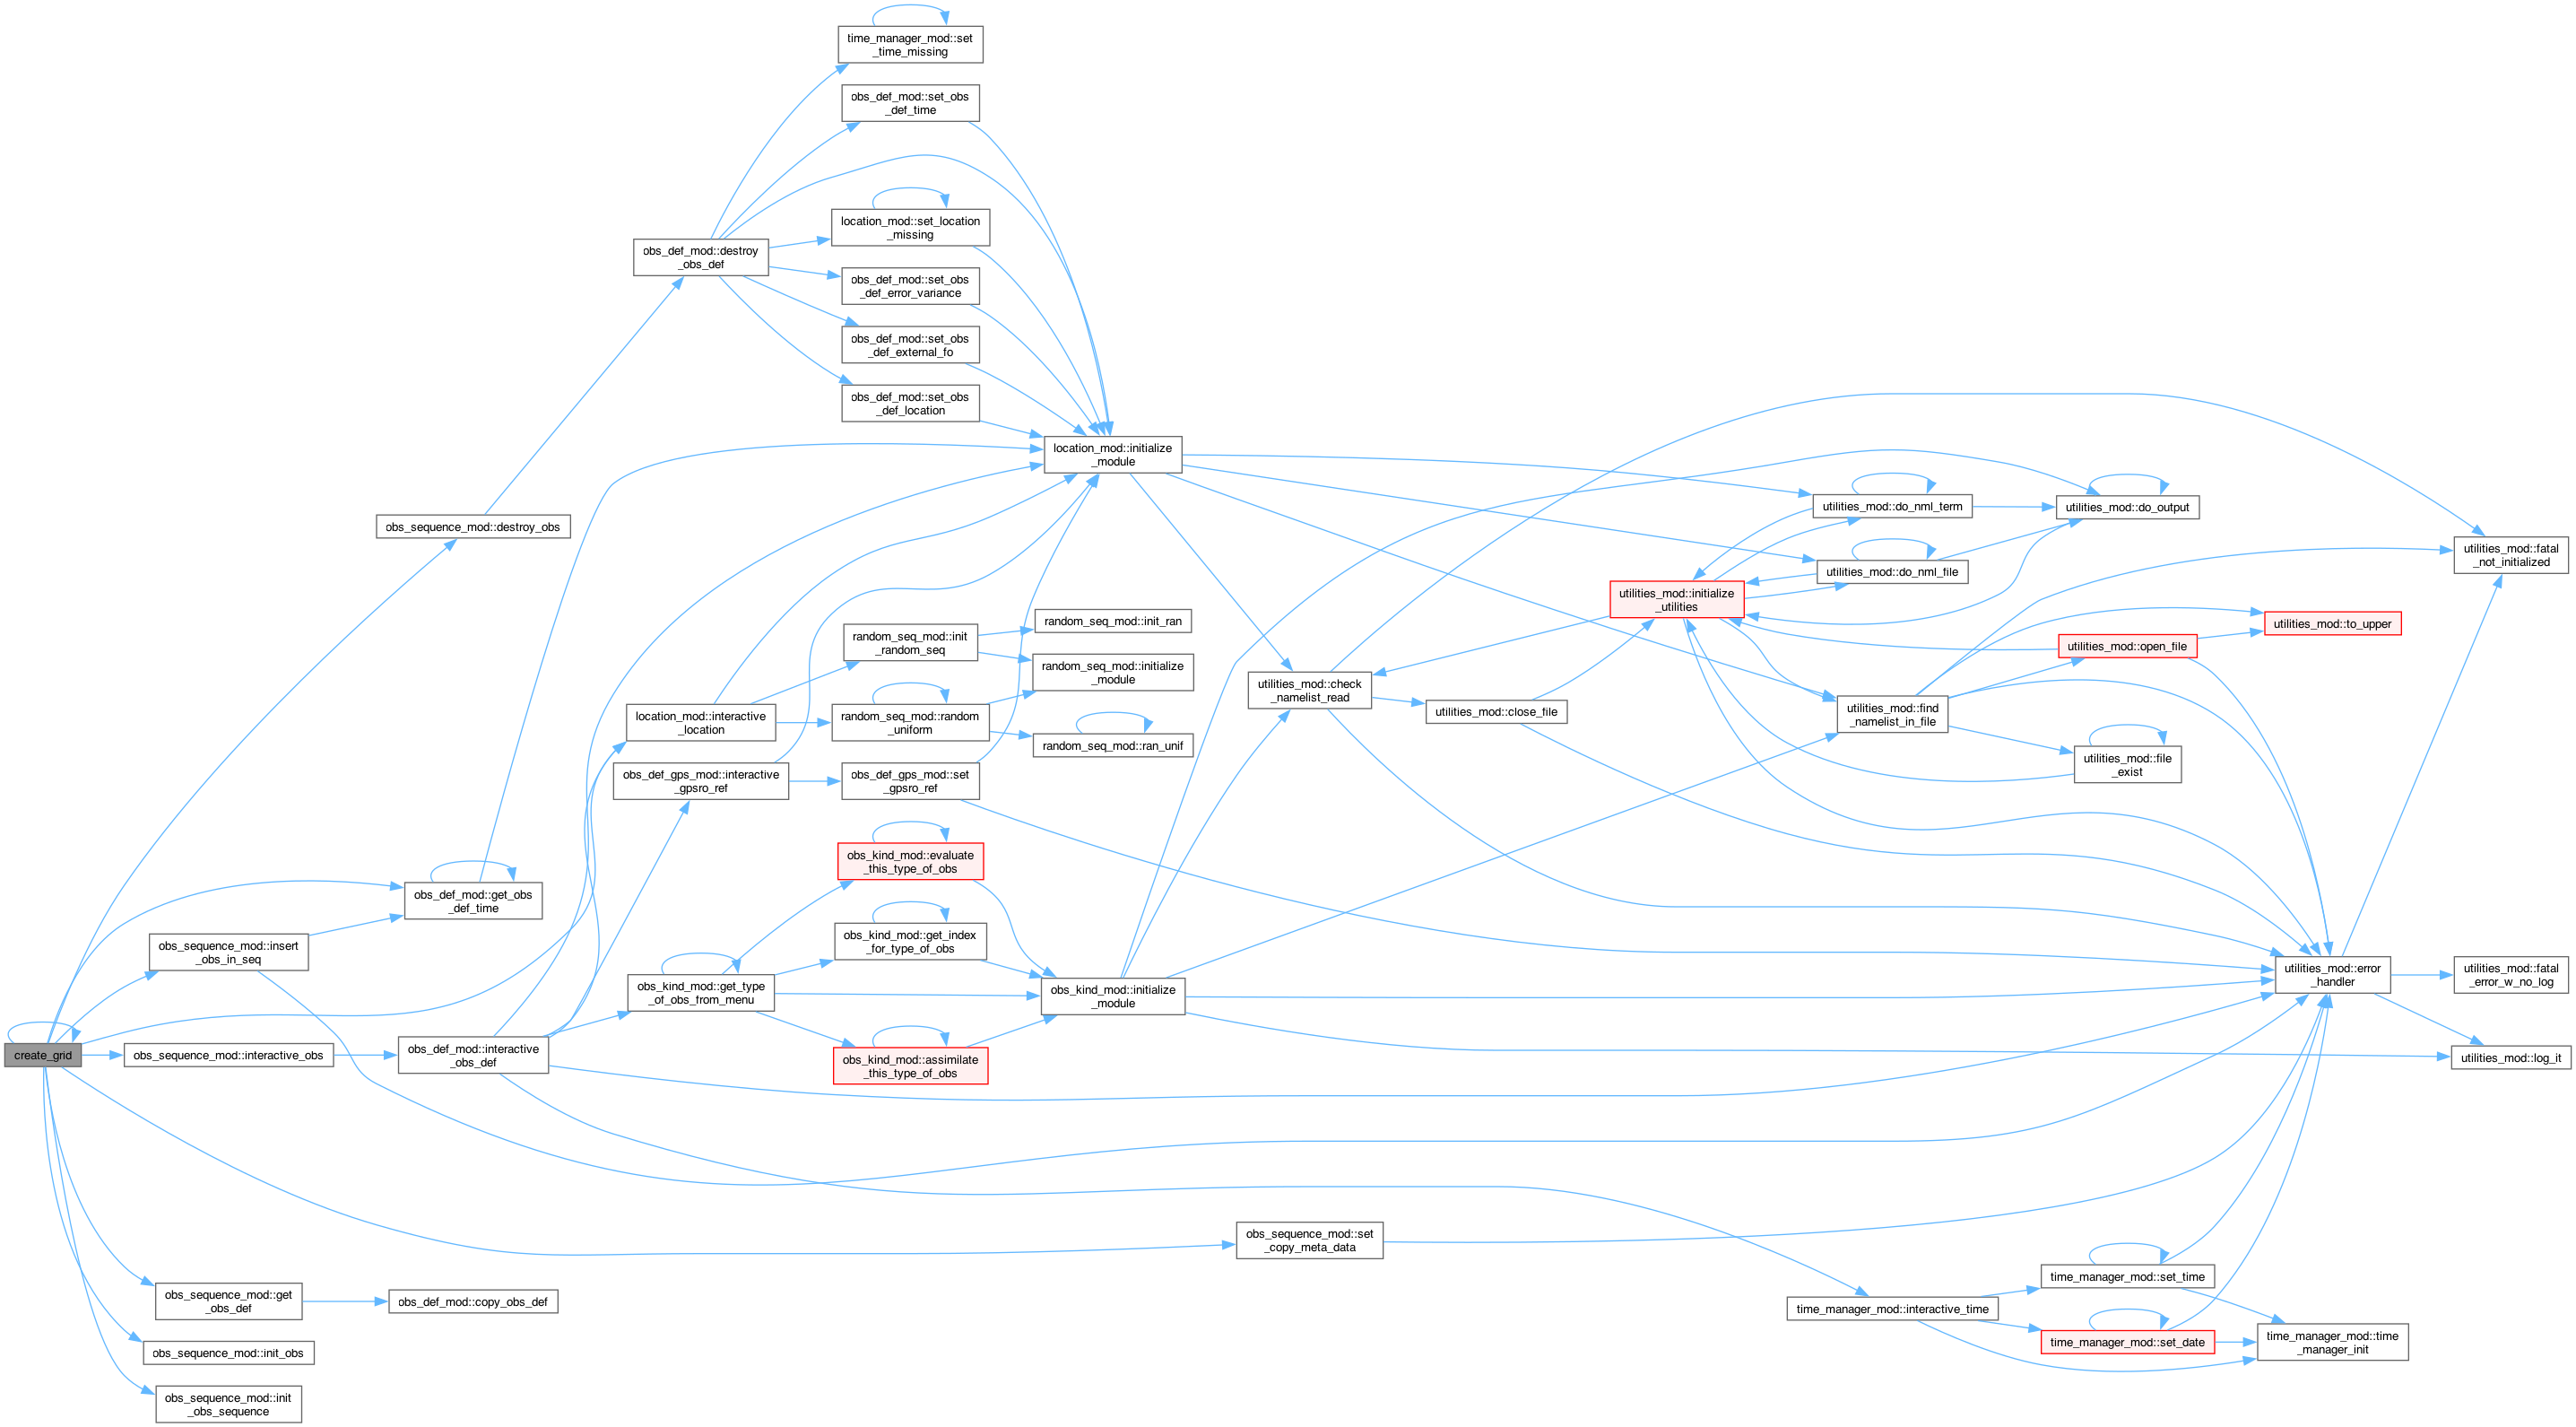 time_manager_mod::set
_time_missing
obs_def_mod::set_obs
_def_time
location_mod::set_location
_missing
obs_def_mod::destroy
_obs_def
obs_def_mod::set_obs
_def_error_variance
obs_def_mod::set_obs
_def_external_fo
obs_def_mod::set_obs
_def_location
location_mod::initialize
_module
obs_sequence_mod::destroy_obs
utilities_mod::do_nml_term
utilities_mod::do_output
utilities_mod::fatal
_not_initialized
utilities_mod::do_nml_file
utilities_mod::initialize
_utilities
random_seq_mod::init_ran
utilities_mod::to_upper
random_seq_mod::init
_random_seq
utilities_mod::open_file
random_seq_mod::initialize
_module
utilities_mod::check
_namelist_read
utilities_mod::close_file
utilities_mod::find
_namelist_in_file
location_mod::interactive
_location
random_seq_mod::random
_uniform
random_seq_mod::ran_unif
utilities_mod::file
_exist
obs_def_gps_mod::interactive
_gpsro_ref
obs_def_gps_mod::set
_gpsro_ref
obs_kind_mod::evaluate
_this_type_of_obs
obs_def_mod::get_obs
_def_time
obs_sequence_mod::insert
_obs_in_seq
obs_kind_mod::get_index
_for_type_of_obs
obs_kind_mod::get_type
_of_obs_from_menu
obs_kind_mod::initialize
_module
utilities_mod::error
_handler
utilities_mod::fatal
_error_w_no_log
create_grid
obs_sequence_mod::interactive_obs
obs_def_mod::interactive
_obs_def
obs_kind_mod::assimilate
_this_type_of_obs
utilities_mod::log_it
obs_sequence_mod::set
_copy_meta_data
time_manager_mod::set_time
obs_sequence_mod::get
_obs_def
obs_def_mod::copy_obs_def
time_manager_mod::interactive_time
time_manager_mod::set_date
time_manager_mod::time
_manager_init
obs_sequence_mod::init_obs
obs_sequence_mod::init
_obs_sequence